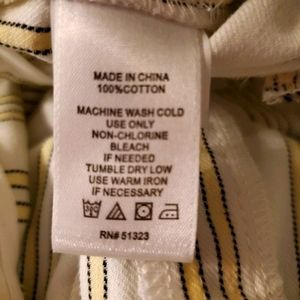 MADE IN CHINA
100%COTTON
MACHINE WASH COLD
USE ONLY
NON-CHLORINE
BLEACH
IF NEEDED
TUMBLE DRY LOW
USE WARM IRON
IF NECESSARY
RN# 51323